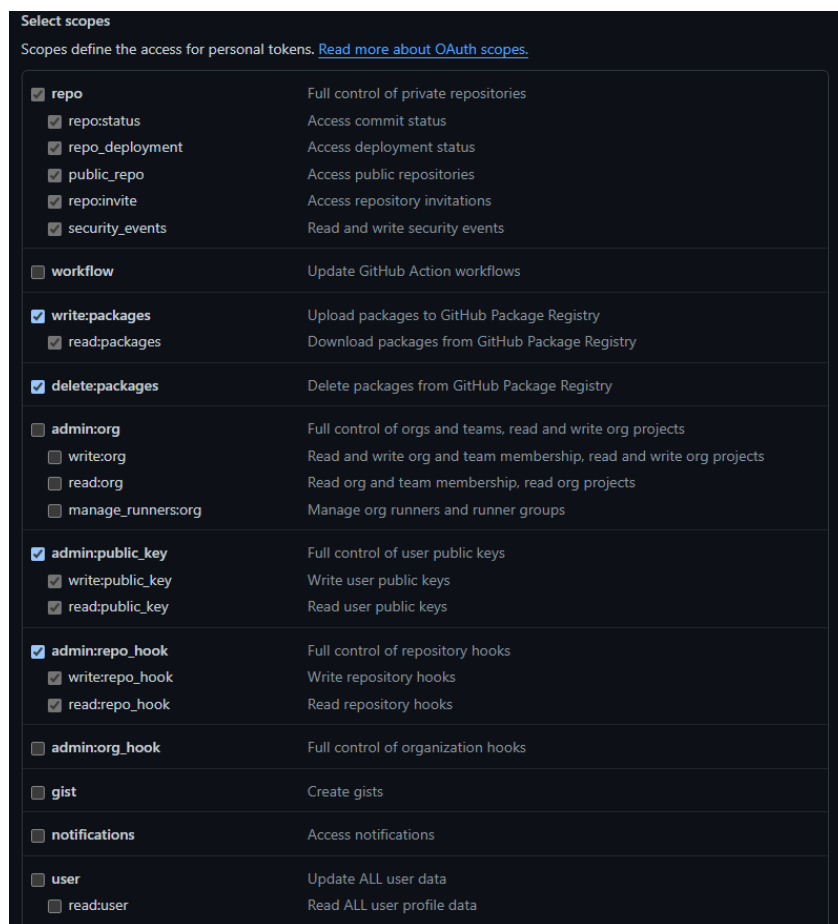 Select scopes
Scopes define the access for personal tokens. Read more about OAuth scopes.
repo Full control of private repositories
repo:status Access commit status
repo_deployment Access deployment status
public_repo Access public repositories
repo:invite Access repository invitations
security_events Read and write security events
workflow Update GitHub Action workflows
write:packages Upload packages to GitHub Package Registry
read:packages Download packages from GitHub Package Registry
delete:packages Delete packages from GitHub Package Registry
admin:org Full control of orgs and teams, read and write org projects
write:org Read and write org and team membership, read and write org projects
read:org Read org and team membership, read org projects
manage_runners:org Manage org runners and runner groups
admin:public_key Full control of user public keys
write:public_key Write user public keys
read:public_key Read user public keys
admin:repo_hook Full control of repository hooks
write:repo_hook Write repository hooks
read:repo_hook Read repository hooks
admin:org_hook Full control of organization hooks
gist Create gists
notifications Access notifications
user Update ALL user data
read:user Read ALL user profile data